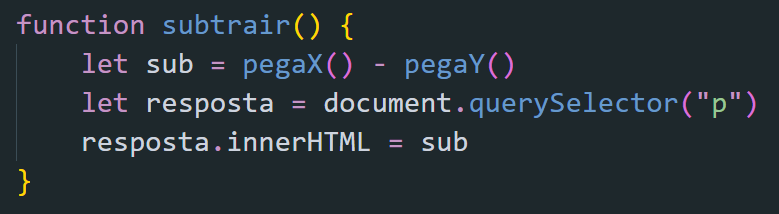 function subtrair() {
    let sub = pegaX() - pegaY()
    let resposta = document.querySelector("p")
    resposta.innerHTML = sub
}